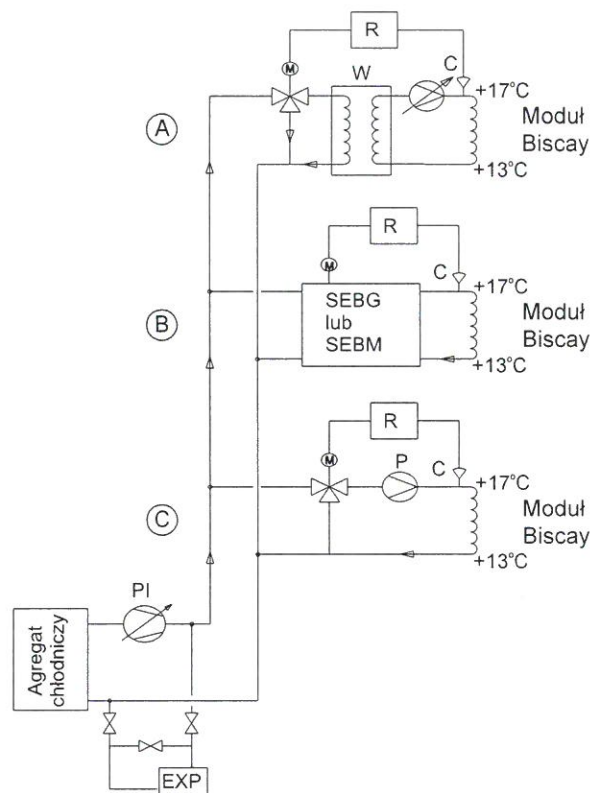 R
M
W
C
+17°C
Moduł
Biscay
A
+13°C
R
M
C
+17°C
SEBG
lub
SEBM
Moduł
Biscay
B
+13°C
R
M
P
C
+17°C
Moduł
Biscay
C
+13°C
PI
Agregat
chłodniczy
EXP